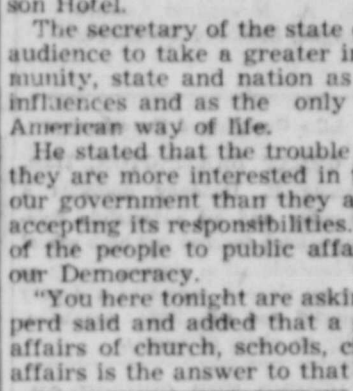 son Hotel.
The secretary of the state
audience to take a greater
munity, state and nation as
influences and as the only
American way of life.
He stated that the trouble
they are more interested in
our government than they
accepting its responsibilities.
of the people to public affa
our Democracy.
"You here tonight are askin
perd said and added that a
affairs of church, schools,
affairs is the answer to that